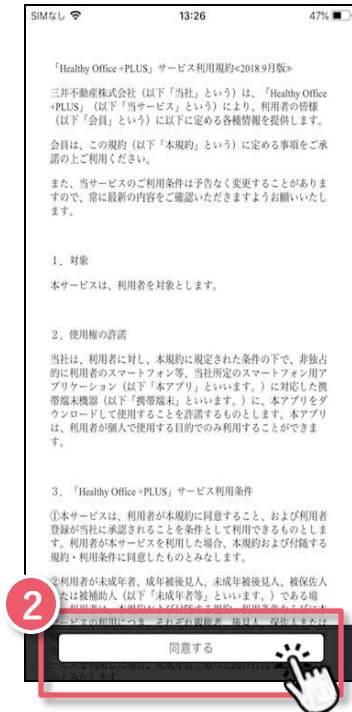 SIMなし 13:26 47%
「Healthy Office +PLUS」サービス利用規約≪2018.9月版≫
三井不動産株式会社（以下「当社」という）は、「Healthy Office
+PLUS」（以下「当サービス」という）により、利用者の皆様
（以下「会員」という）に以下に定める各種情報を提供します。
会員は、この規約（以下「本規約」という）に定める事項をご承
諾の上ご利用ください。
また、当サービスのご利用条件は予告なく変更することがありま
すので、常に最新の内容をご確認いただきますようお願いいたし
ます。
1．対象
本サービスは、利用者を対象とします。
2．使用権の許諾
当社は、利用者に対し、本規約に規定された条件の下で、非独占
的に利用者のスマートフォン等、当社所定のスマートフォン用ア
プリケーション（以下「本アプリ」といいます。）に対応した携
帯端末機器（以下「携帯端末」といいます。）に、本アプリをダ
ウンロードして使用することを許諾するものとします。本アプリ
は、利用者が個人で使用する目的でのみ利用することができま
す。
3．「Healthy Office +PLUS」サービス利用条件
①本サービスは、利用者が本規約に同意すること、および利用者
登録が当社に承認されることを条件として利用できるものとしま
す。利用者が本サービスを利用した場合、本規約および付随する
規約・利用条件に同意したものとみなします。
②利用者が未成年者、成年被後見人、未成年被後見人、被保佐人
たは被補助人（以下「未成年者等」といいます。）である場
2
同意する